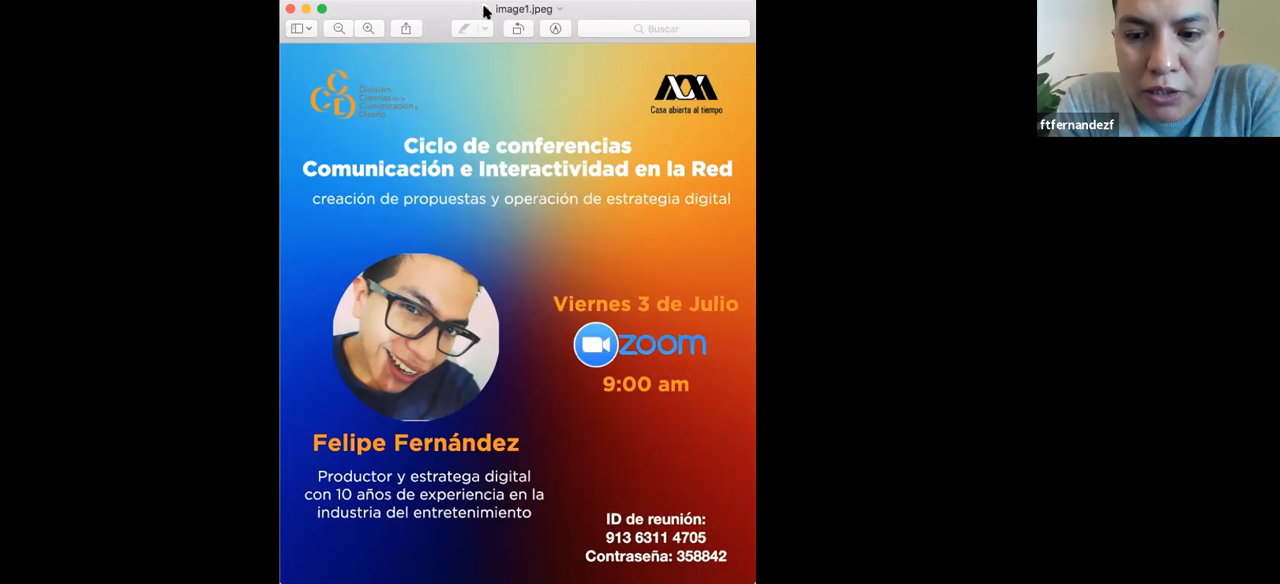 image1.jpeg
Buscar
División
Ciencias de la
Comunicación y
Diseño
CCD
Casa abierta al tiempo
Ciclo de conferencias
Comunicación e Interactividad en la Red
creación de propuestas y operación de estrategia digital
Viernes 3 de Julio
zoom
9:00 am
Felipe Fernández
Productor y estratega digital
con 10 años de experiencia en la
industria del entretenimiento
ID de reunión:
913 6311 4705
Contraseña: 358842
ftfernandezf